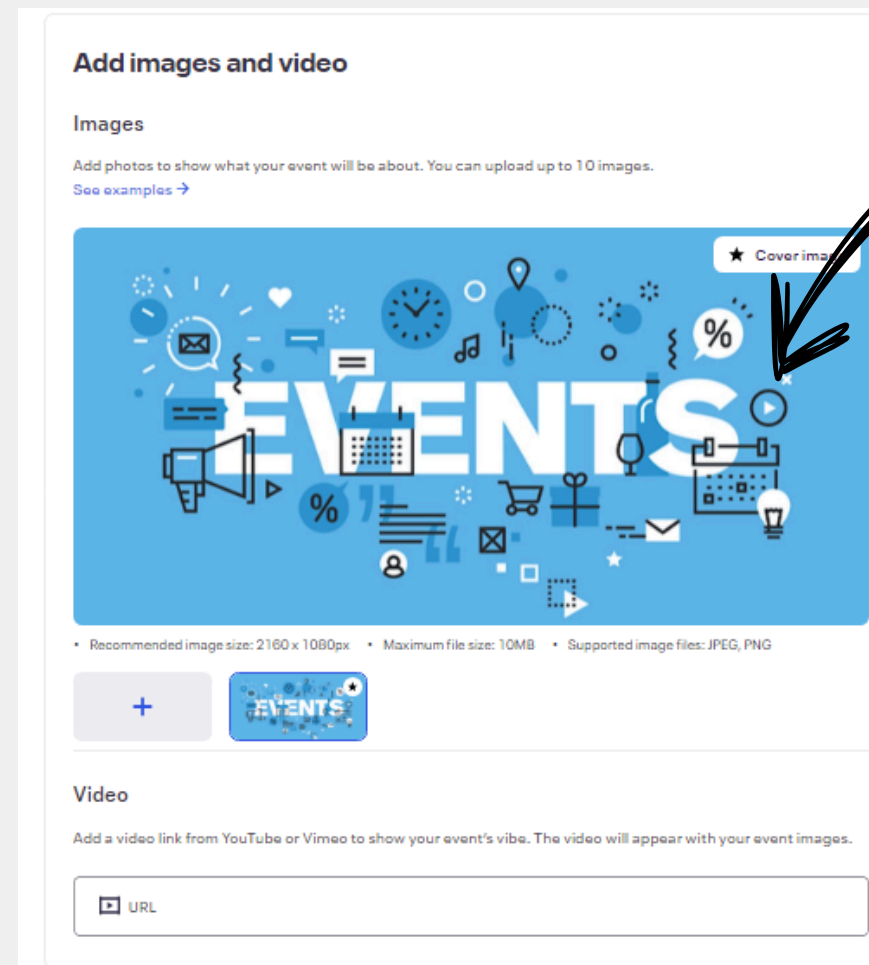 Add images and video
Images
Add photos to show what your event will be about. You can upload up to 10 images.
See examples →
★ Cover
%
EVENTS
%
• Recommended image size: 2160 x 1080px • Maximum file size: 10MB • Supported image files: JPEG, PNG
+
EVENTS
Video
Add a video link from YouTube or Vimeo to show your event's vibe. The video will appear with your event images.
URL